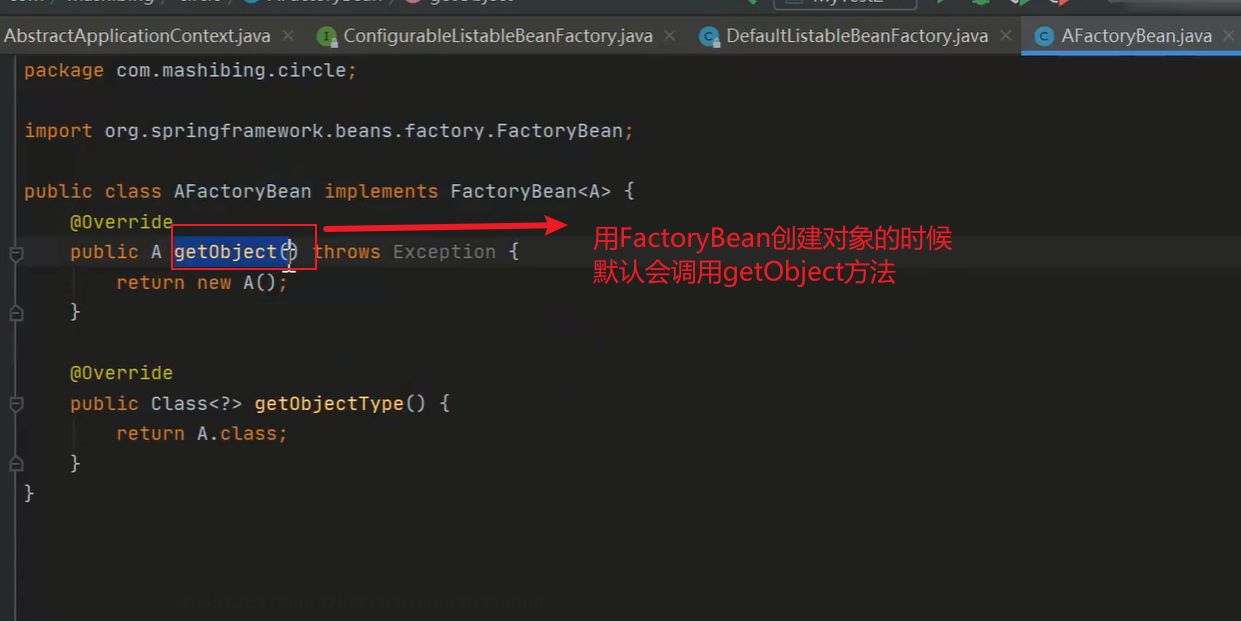 AbstractApplicationContext.java ConfigurableListableBeanFactory.java DefaultListableBeanFactory.java AFactoryBean.java
package com.mashibing.circle;
import org.springframework.beans.factory.FactoryBean;
public class AFactoryBean implements FactoryBean<A> {
@Override
public A getObject() throws Exception {
return new A();
}
@Override
public Class<?> getObjectType() {
return A.class;
}
}
用FactoryBean创建对象的时候
默认会调用getObject方法